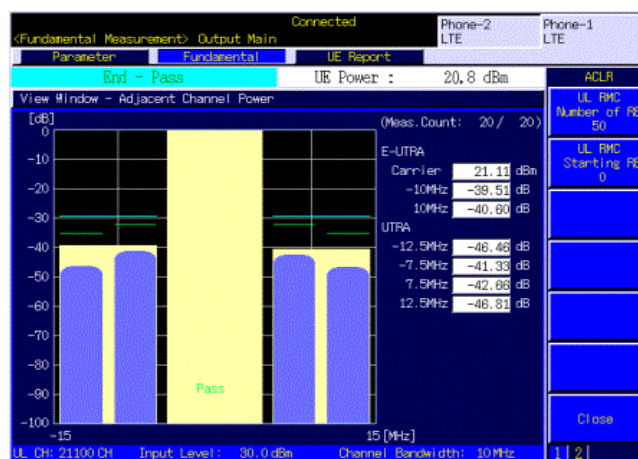 Connected
<Fundamental Measurement> Output Main
Phone-2
LTE
Phone-1
LTE
Parameter
Fundamental
UE Report
End - Pass
UE Power :
20.8 dBm
ACLR
View Window - Adjacent Channel Power
UL RMC
Number of RB
50
UL RMC
Starting RB
0
[dB]
(Meas.Count: 20/ 20)
0
-10
-20
-30
-40
-50
-60
-70
-80
-90
-100
E-UTRA
Carrier 21.11 dBm
-10MHz -39.51 dB
10MHz -40.60 dB
UTRA
-12.5MHz -46.46 dB
-7.5MHz -41.33 dB
7.5MHz -42.66 dB
12.5MHz -46.81 dB
Pass
-15
15 [MHz]
Close
UL CH: 21100 CH Input Level: 30.0 dBm Channel Bandwidth: 10 MHz
1 2